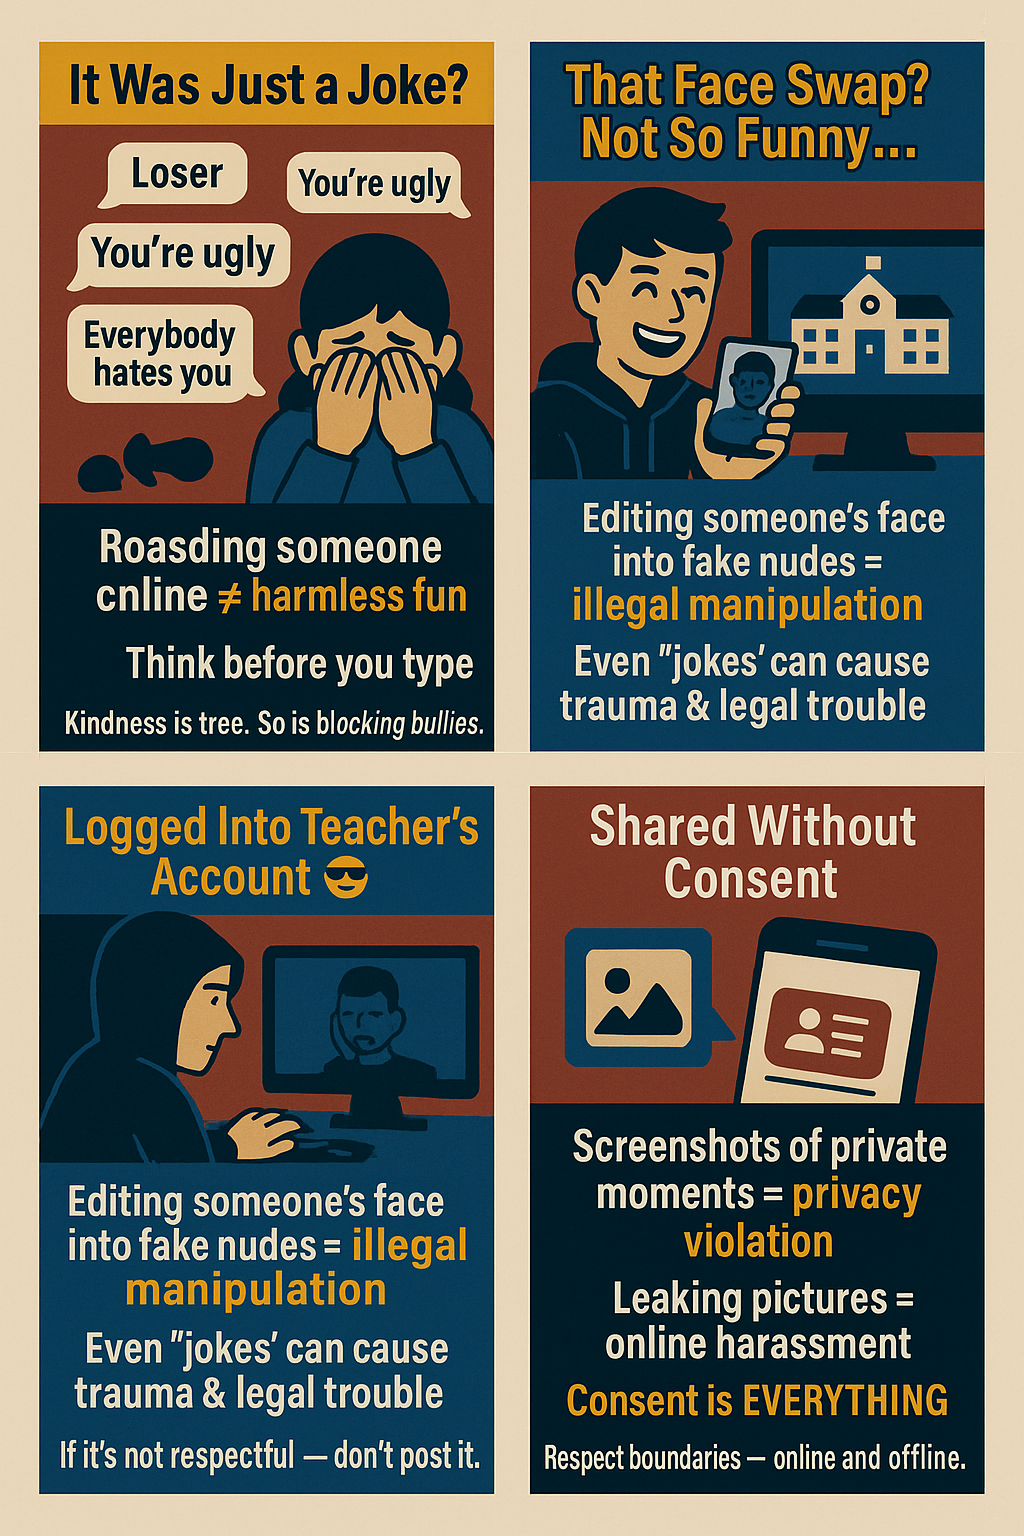 It Was Just a Joke?
Loser
You're ugly
You're ugly
Everybody
hates you
Roasding someone
cnline ≠ harmless fun
Think before you type
Kindness is tree. So is blocking bullies.
That Face Swap?
Not So Funny...
Editing someone's face
into fake nudes =
illegal manipulation
Even "jokes' can cause
trauma & legal trouble
Logged Into Teacher's
Account 😎
Editing someone's face
into fake nudes = illegal
manipulation
Even "jokes' can cause
trauma & legal trouble
If it's not respectful — don't post it.
Shared Without
Consent
Screenshots of private
moments = privacy
violation
Leaking pictures =
online harassment
Consent is EVERYTHING
Respect boundaries — online and offline.